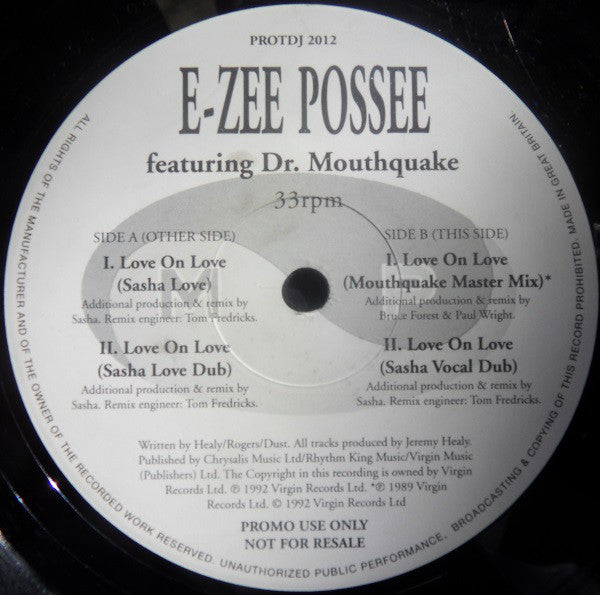 PROTDJ 2012
E-ZEE POSSEE
featuring Dr. Mouthquake
33rpm
SIDE A (OTHER SIDE)
I. Love On Love
(Sasha Love)
Additional production & remix by
Sasha. Remix engineer: Tom Fredricks.
II. Love On Love
(Sasha Love Dub)
Additional production & remix by
Sasha. Remix engineer: Tom Fredricks.
SIDE B (THIS SIDE)
I. Love On Love
(Mouthquake Master Mix)*
Additional production & remix by
Bruce Forest & Paul Wright.
II. Love On Love
(Sasha Vocal Dub)
Additional production & remix by
Sasha. Remix engineer: Tom Fredricks.
M P
Written by Healy/Rogers/Dust. All tracks produced by Jeremy Healy.
Published by Chrysalis Music Ltd/Rhythm King Music/Virgin Music
(Publishers) Ltd. The Copyright in this recording is owned by Virgin
Records Ltd. ℗ 1992 Virgin Records Ltd. *℗ 1989 Virgin
Records Ltd. © 1992 Virgin Records Ltd
PROMO USE ONLY
NOT FOR RESALE
ALL RIGHTS OF THE MANUFACTURER AND OF THE OWNER OF THE RECORDED WORK RESERVED. UNAUTHORIZED PUBLIC PERFORMANCE, BROADCASTING & COPYING OF THIS RECORD PROHIBITED. MADE IN GREAT BRITAIN.